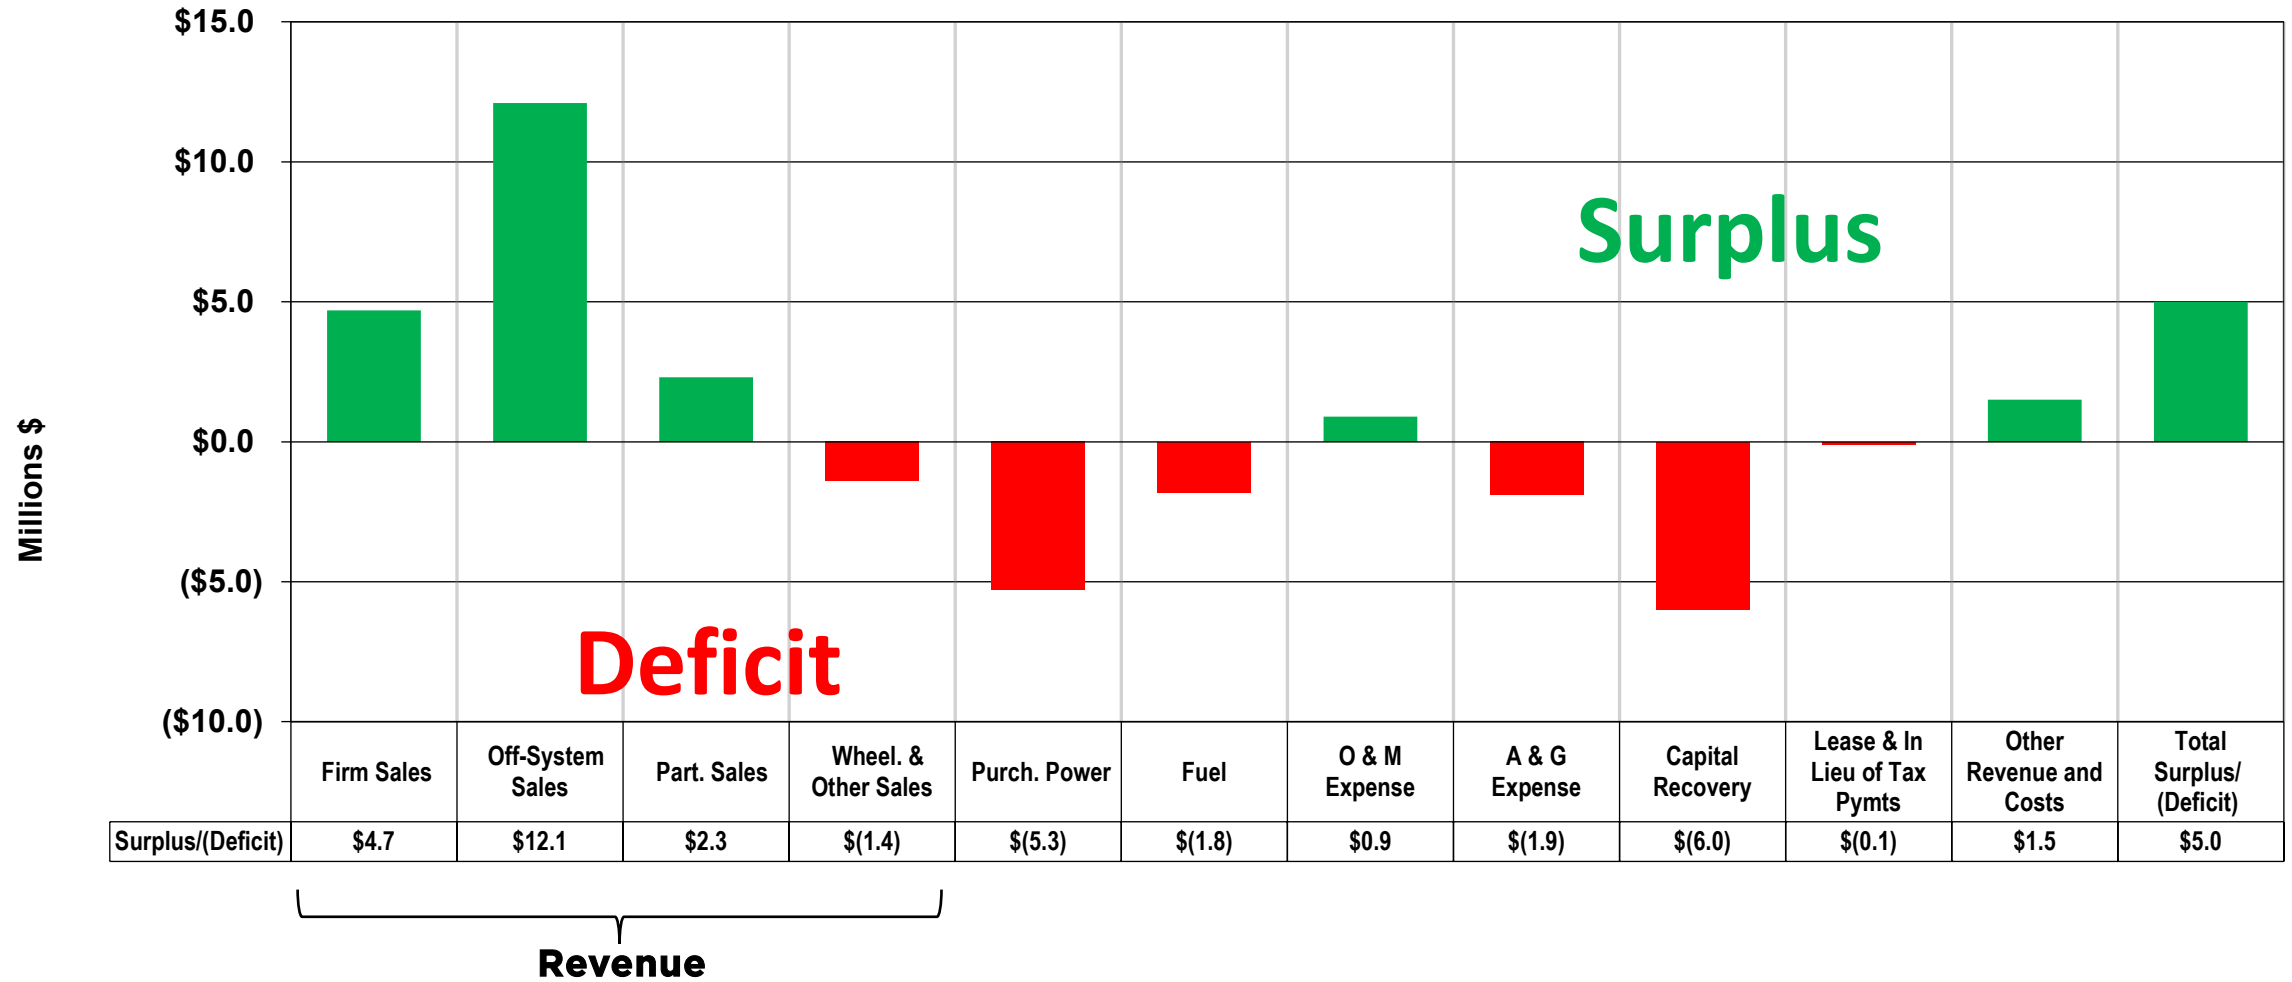 $15.0
$10.0
$5.0
$0.0
($5.0)
($10.0)
Millions $
Surplus
Deficit
Firm Sales
Off-System
Sales
Part. Sales
Wheel. &
Other Sales
Purch. Power
Fuel
O & M
Expense
A & G
Expense
Capital
Recovery
Lease & In
Lieu of Tax
Pymts
Other
Revenue and
Costs
Total
Surplus/
(Deficit)
Surplus/(Deficit) $4.7 $12.1 $2.3 $(1.4) $(5.3) $(1.8) $0.9 $(1.9) $(6.0) $(0.1) $1.5 $5.0
Revenue